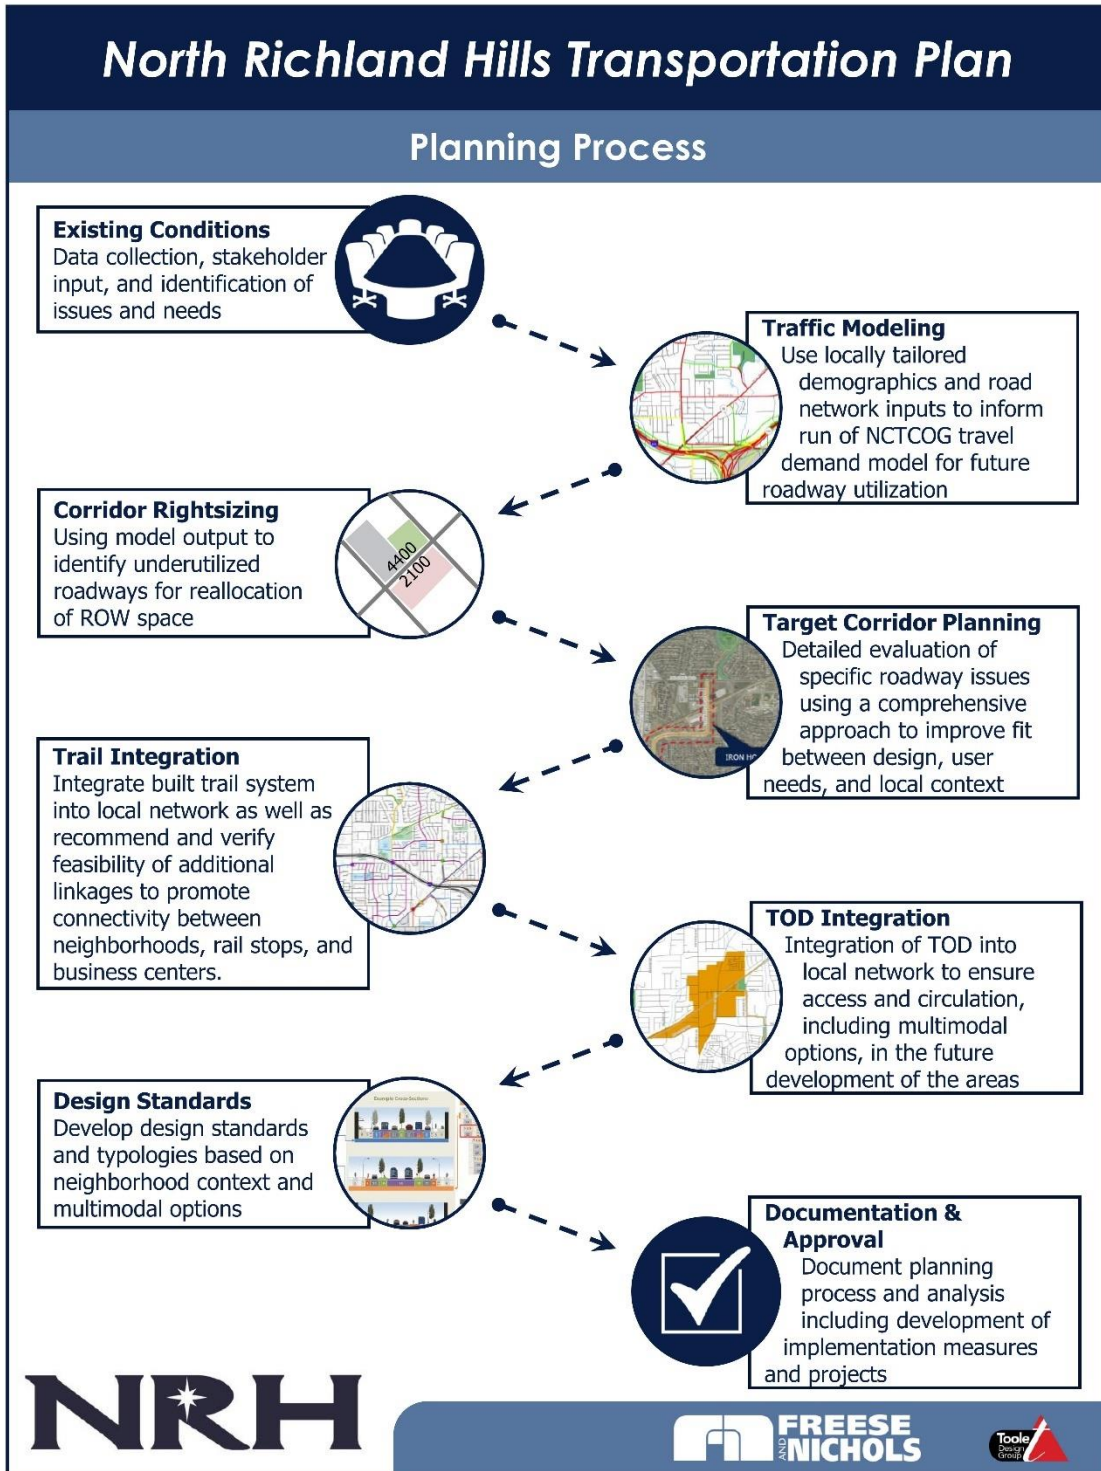 North Richland Hills Transportation Plan
Planning Process
Existing Conditions
Data collection, stakeholder
input, and identification of
issues and needs
Traffic Modeling
Use locally tailored
demographics and road
network inputs to inform
run of NCTCOG travel
demand model for future
roadway utilization
Corridor Rightsizing
Using model output to
identify underutilized
roadways for reallocation
of ROW space
4400
2100
Target Corridor Planning
Detailed evaluation of
specific roadway issues
using a comprehensive
approach to improve fit
between design, user
needs, and local context
IRON HO
Trail Integration
Integrate built trail system
into local network as well as
recommend and verify
feasibility of additional
linkages to promote
connectivity between
neighborhoods, rail stops, and
business centers.
TOD Integration
Integration of TOD into
local network to ensure
access and circulation,
including multimodal
options, in the future
development of the areas
Design Standards
Develop design standards
and typologies based on
neighborhood context and
multimodal options
Example Cross-Sections
Documentation &
Approval
Document planning
process and analysis
including development of
implementation measures
and projects
NRH
FREESE
AND
NICHOLS
Toole
Design
Group